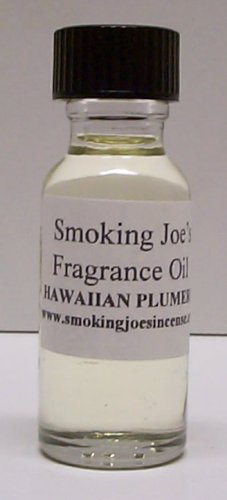 Smoking Joe's
Fragrance Oil
HAWAIIAN PLUMER
www.smokingjoesincense.